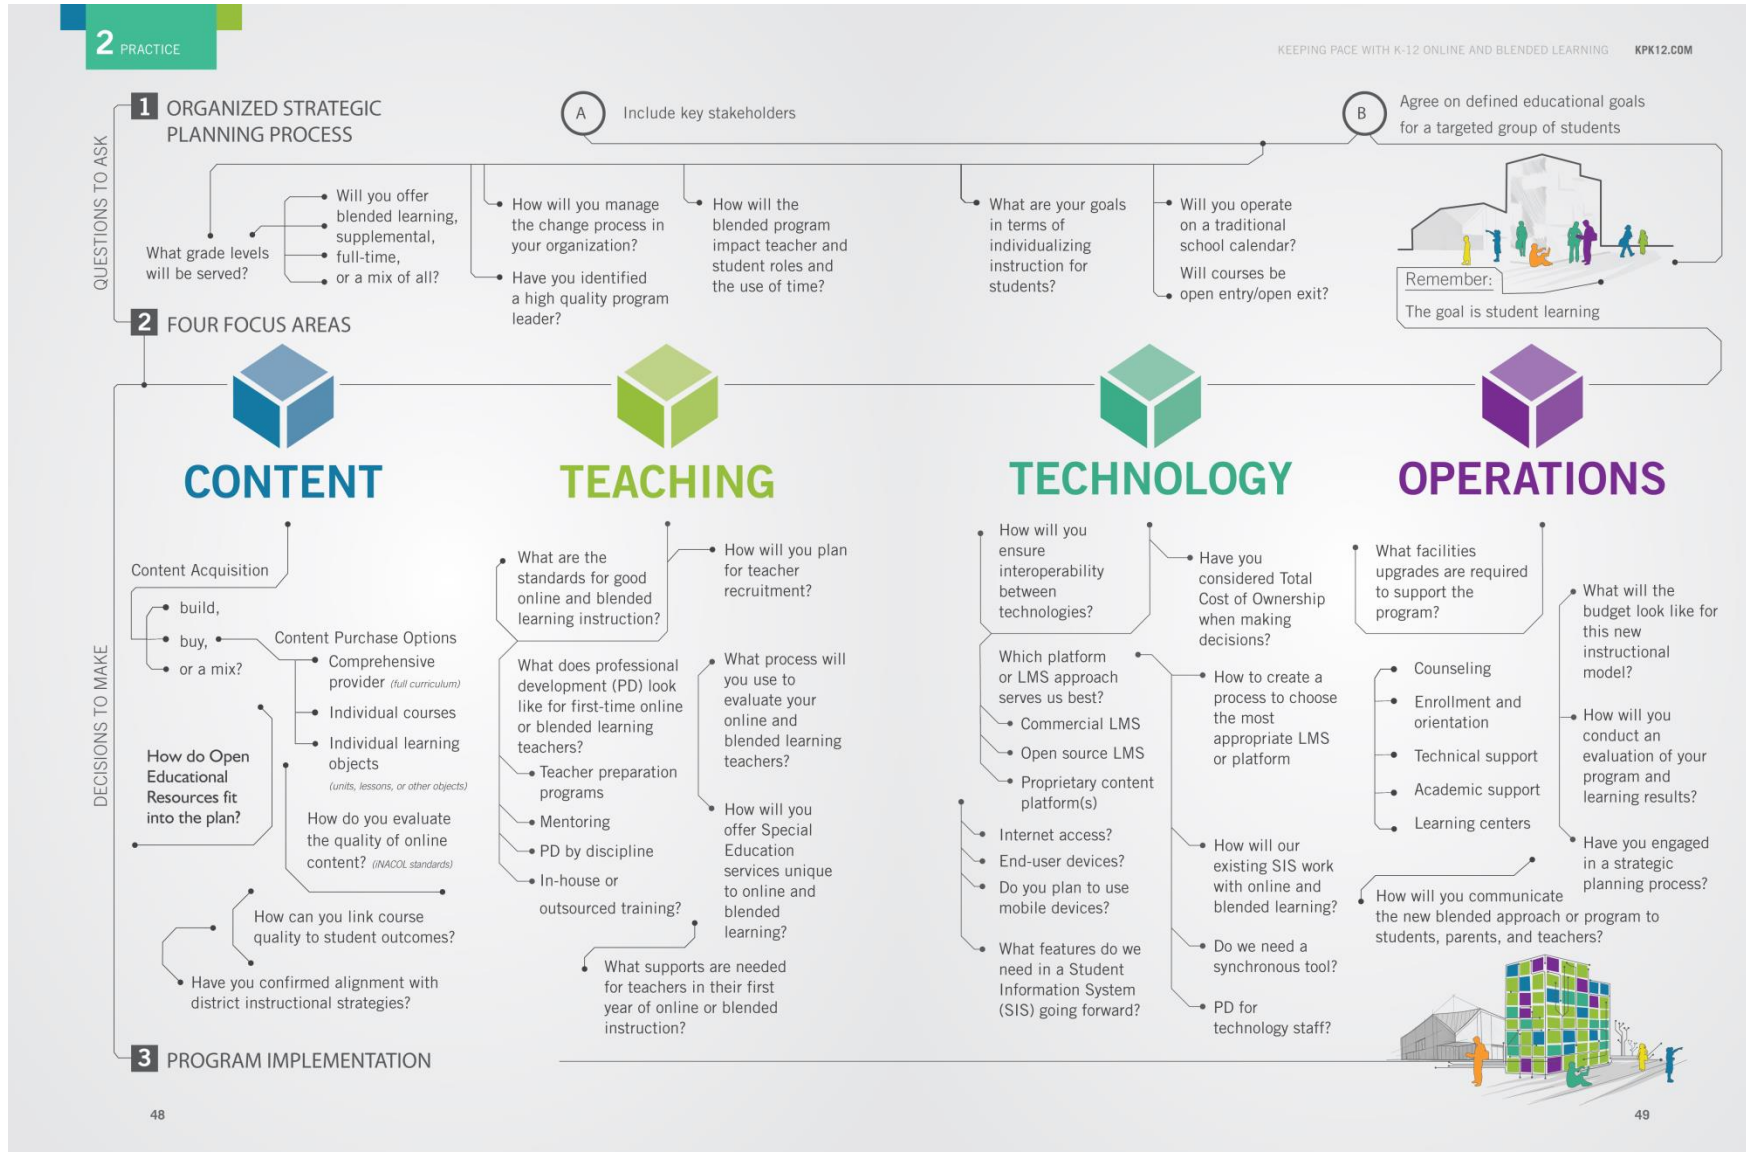 2 PRACTICE
KEEPING PACE WITH K-12 ONLINE AND BLENDED LEARNING KPK12.COM
QUESTIONS TO ASK
1 ORGANIZED STRATEGIC
PLANNING PROCESS
A Include key stakeholders
B Agree on defined educational goals
for a targeted group of students
What grade levels
will be served?
Will you offer
blended learning,
supplemental,
full-time,
or a mix of all?
How will you manage
the change process in
your organization?
Have you identified
a high quality program
leader?
How will the
blended program
impact teacher and
student roles and
the use of time?
What are your goals
in terms of
individualizing
instruction for
students?
Will you operate
on a traditional
school calendar?
Will courses be
open entry/open exit?
Remember:
The goal is student learning
2 FOUR FOCUS AREAS
DECISIONS TO MAKE
CONTENT
Content Acquisition
build,
buy,
or a mix?
Content Purchase Options
Comprehensive
provider (full curriculum)
Individual courses
Individual learning
objects
(units, lessons, or other objects)
How do Open
Educational
Resources fit
into the plan?
How do you evaluate
the quality of online
content? (iNACOL standards)
How can you link course
quality to student outcomes?
Have you confirmed alignment with
district instructional strategies?
TEACHING
What are the
standards for good
online and blended
learning instruction?
How will you plan
for teacher
recruitment?
What does professional
development (PD) look
like for first-time online
or blended learning
teachers?
Teacher preparation
programs
Mentoring
PD by discipline
In-house or
outsourced training?
What process will
you use to
evaluate your
online and
blended learning
teachers?
How will you
offer Special
Education
services unique
to online and
blended
learning?
What supports are needed
for teachers in their first
year of online or blended
instruction?
TECHNOLOGY
How will you
ensure
interoperability
between
technologies?
Have you
considered Total
Cost of Ownership
when making
decisions?
Which platform
or LMS approach
serves us best?
Commercial LMS
Open source LMS
Proprietary content
platform(s)
How to create a
process to choose
the most
appropriate LMS
or platform
Internet access?
End-user devices?
Do you plan to use
mobile devices?
What features do we
need in a Student
Information System
(SIS) going forward?
How will our
existing SIS work
with online and
blended learning?
Do we need a
synchronous tool?
PD for
technology staff?
OPERATIONS
What facilities
upgrades are required
to support the
program?
Counseling
Enrollment and
orientation
Technical support
Academic support
Learning centers
What will the
budget look like for
this new
instructional
model?
How will you
conduct an
evaluation of your
program and
learning results?
Have you engaged
in a strategic
planning process?
How will you communicate
the new blended approach or program to
students, parents, and teachers?
3 PROGRAM IMPLEMENTATION
48
49